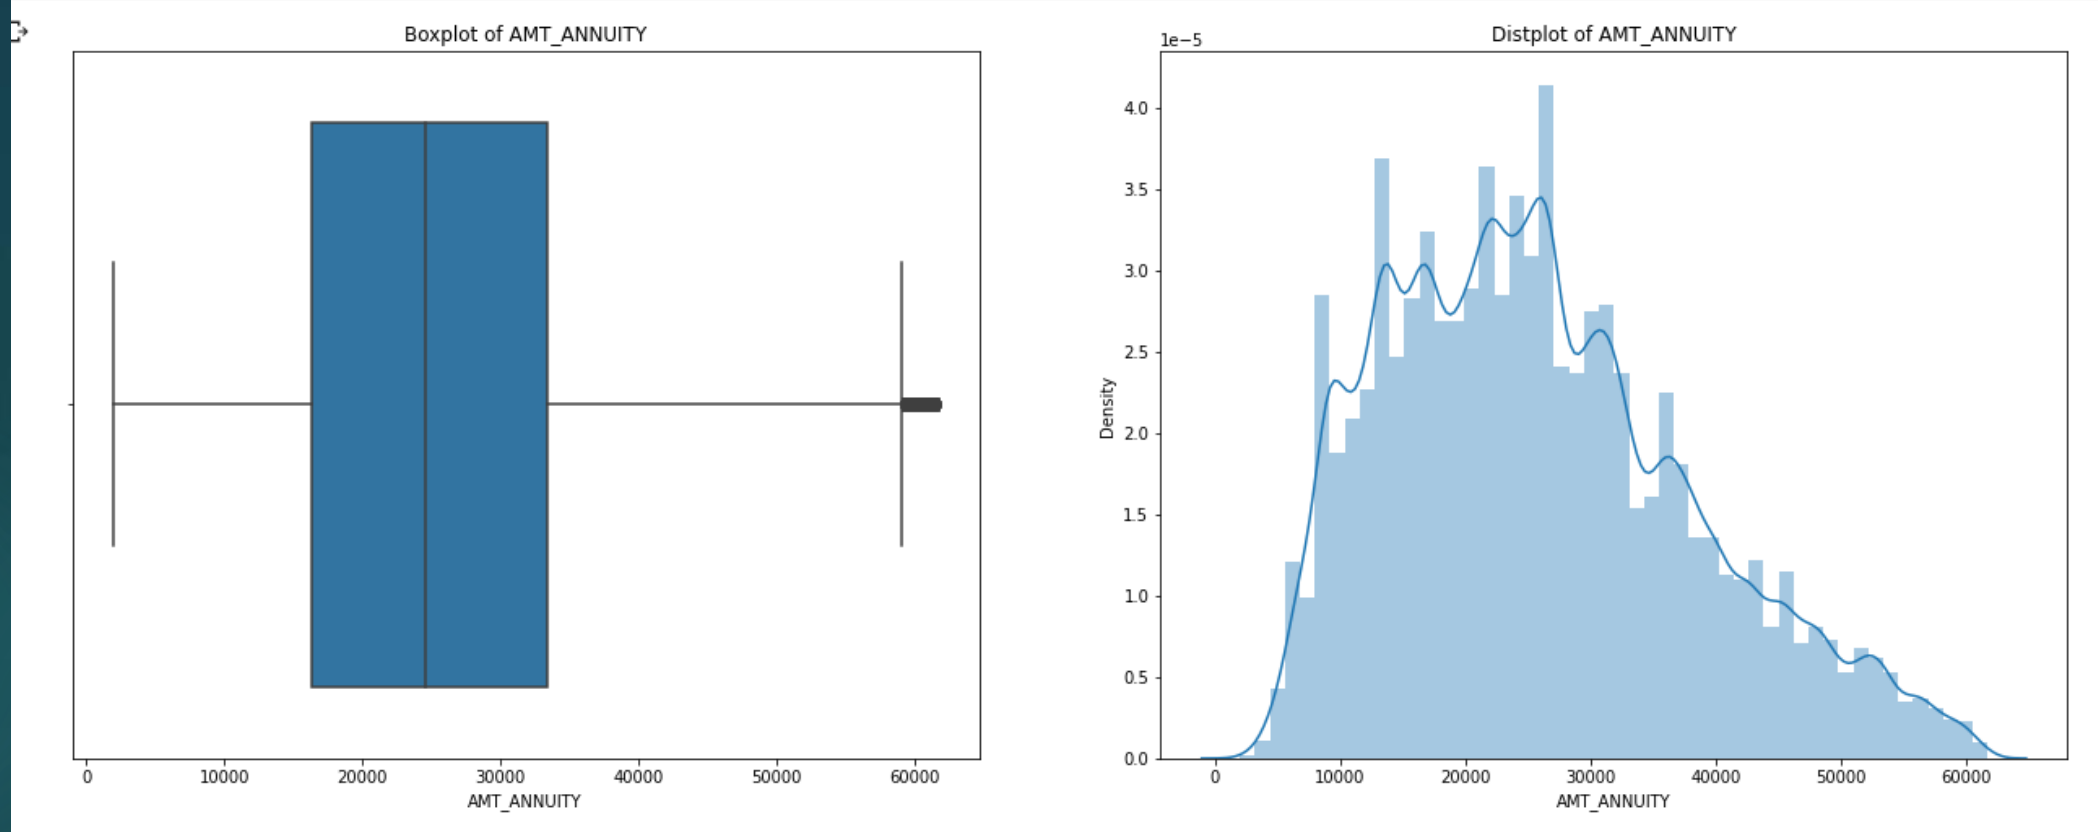 Boxplot of AMT_ANNUITY
0 10000 20000 30000 40000 50000 60000
AMT_ANNUITY
Distplot of AMT_ANNUITY
1e−5
4.0
3.5
3.0
2.5
2.0
1.5
1.0
0.5
0.0
Density
0 10000 20000 30000 40000 50000 60000
AMT_ANNUITY